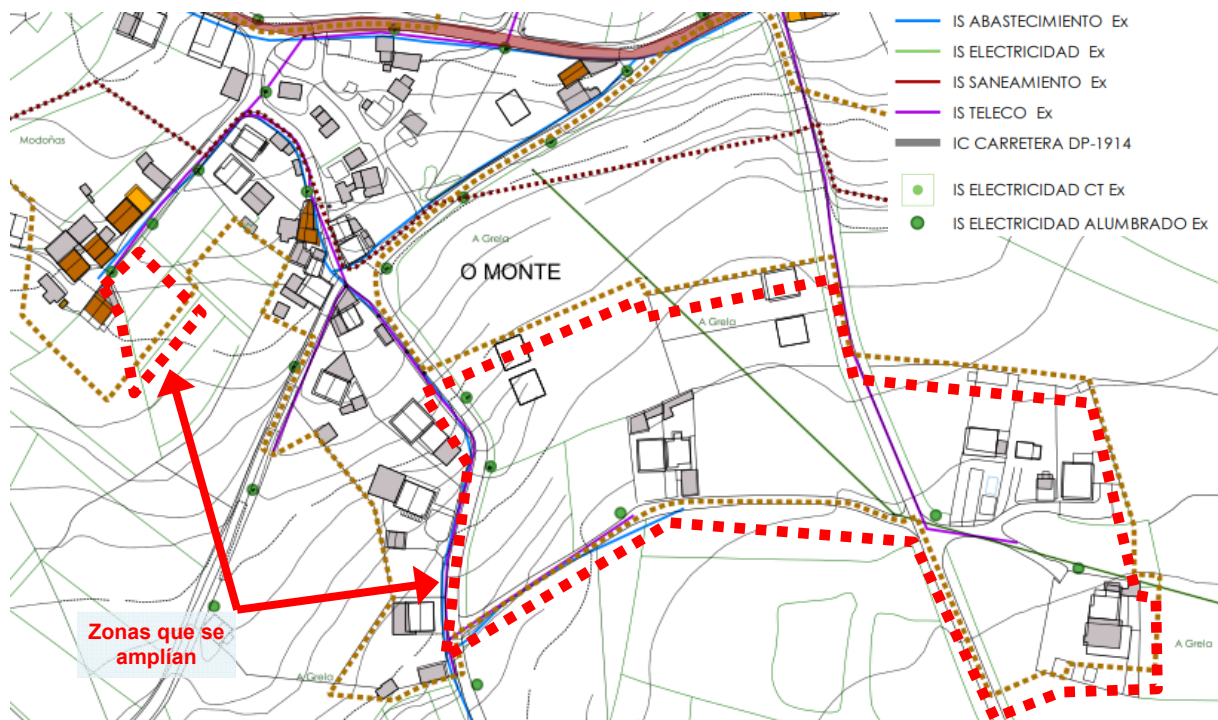 IS ABASTECIMIENTO Ex
IS ELECTRICIDAD Ex
IS SANEAMIENTO Ex
IS TELECO Ex
IC CARRETERA DP-1914
IS ELECTRICIDAD CT Ex
IS ELECTRICIDAD ALUMBRADO Ex
Modoñas
A Grela
O MONTE
A Grela
Zonas que se
amplían
A Grela
A Grela